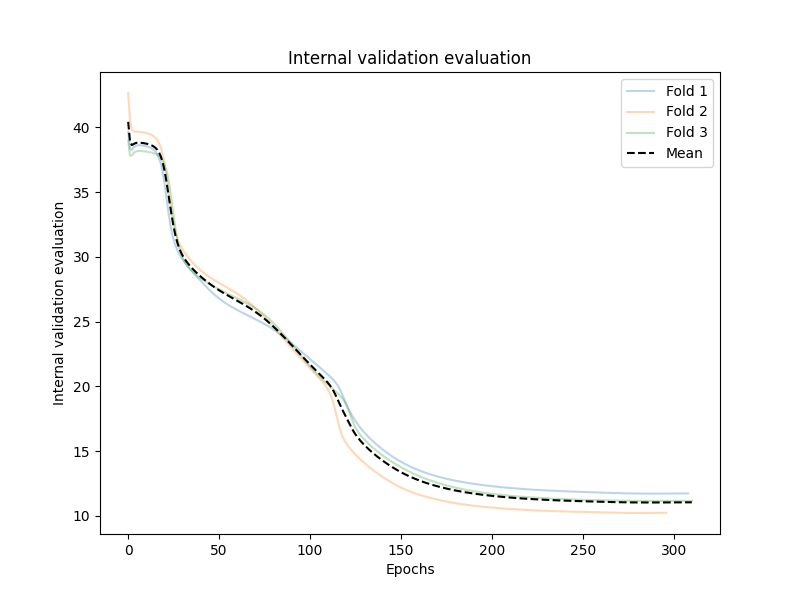 Internal validation evaluation
Fold 1
Fold 2
Fold 3
Mean
Internal validation evaluation
40
35
30
25
20
15
10
0 50 100 150 200 250 300
Epochs